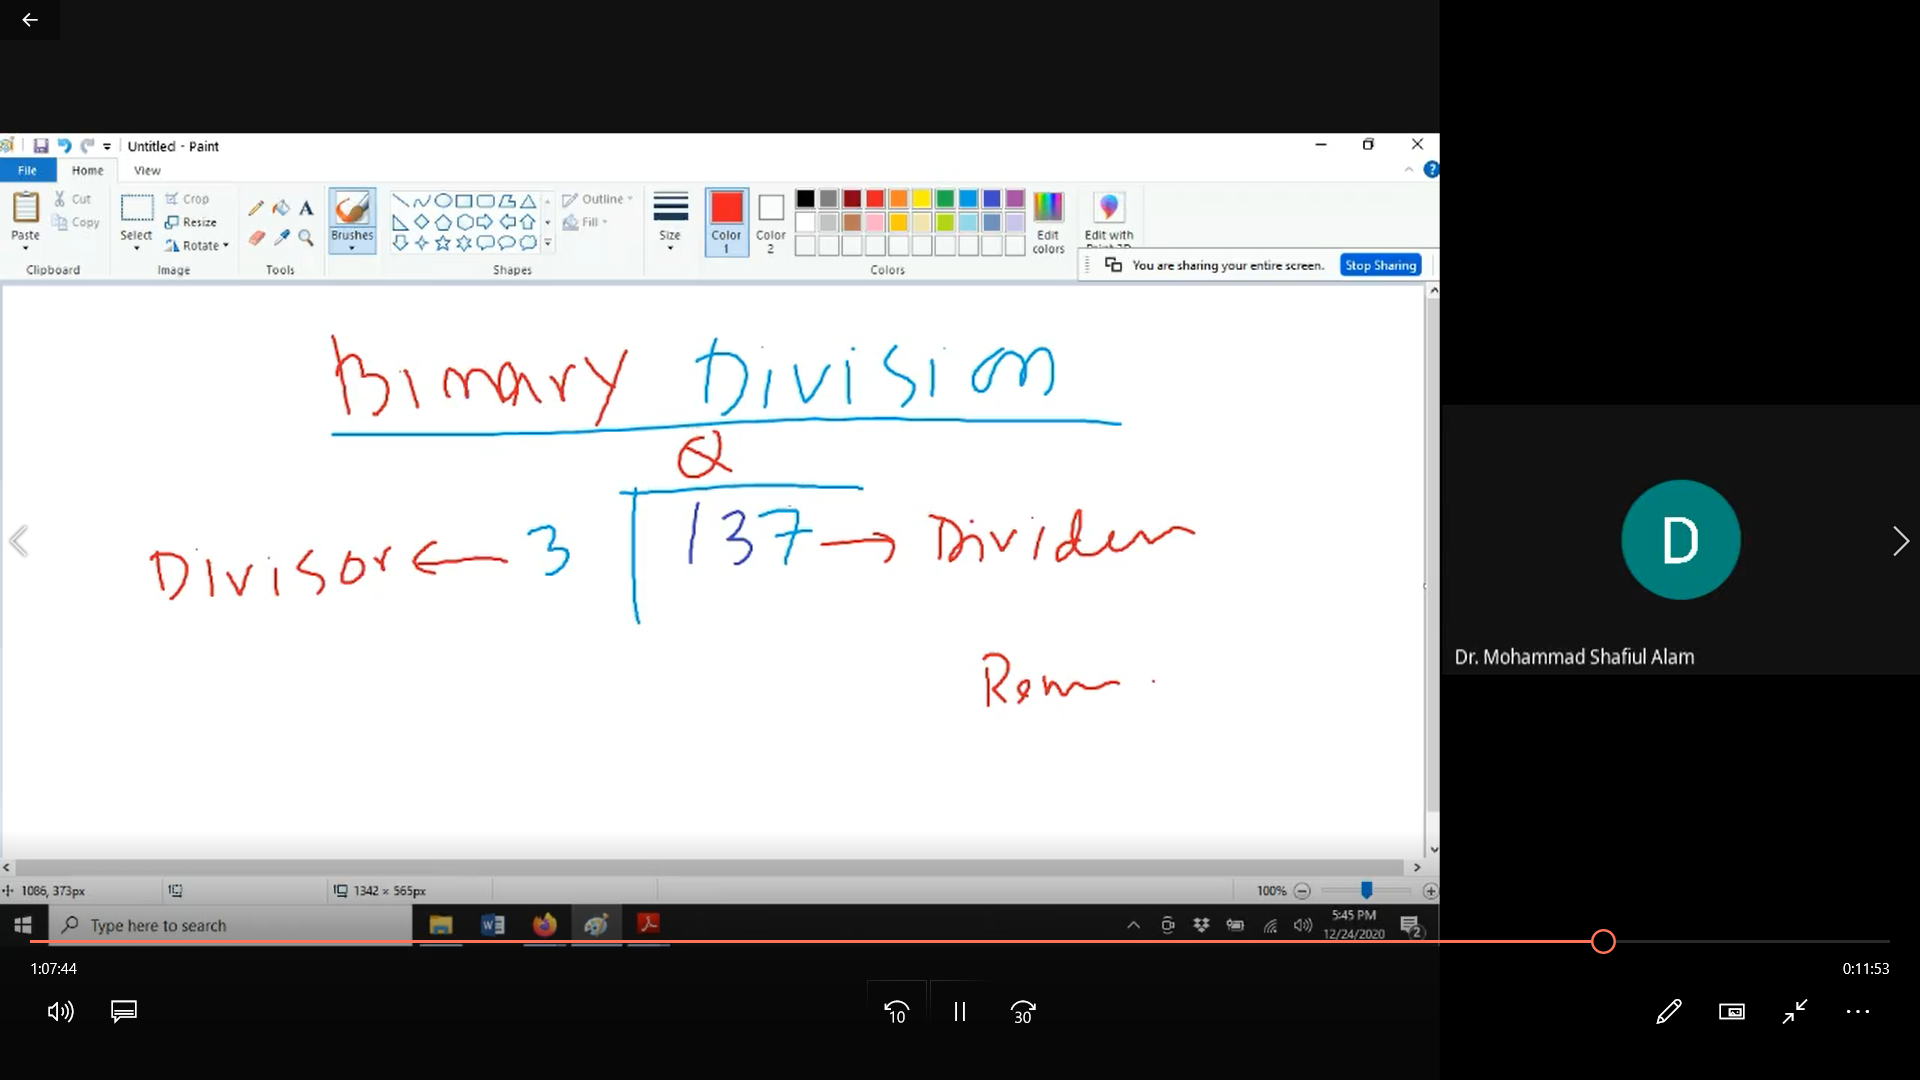 Untitled - Paint
File Home View
Paste Cut Copy Select Crop Resize Rotate Brushes Outline Fill Size Color 1 Color 2 Edit colors Edit with
Clipboard Image Tools Shapes Colors
You are sharing your entire screen. Stop Sharing
Binary Division
Q
Divisor ← 3 137 → Dividen
Rem
D
Dr. Mohammad Shafiul Alam
1086, 373px 1342 × 565px 100%
Type here to search
5:45 PM
12/24/2020
2
1:07:44 0:11:53
10 30